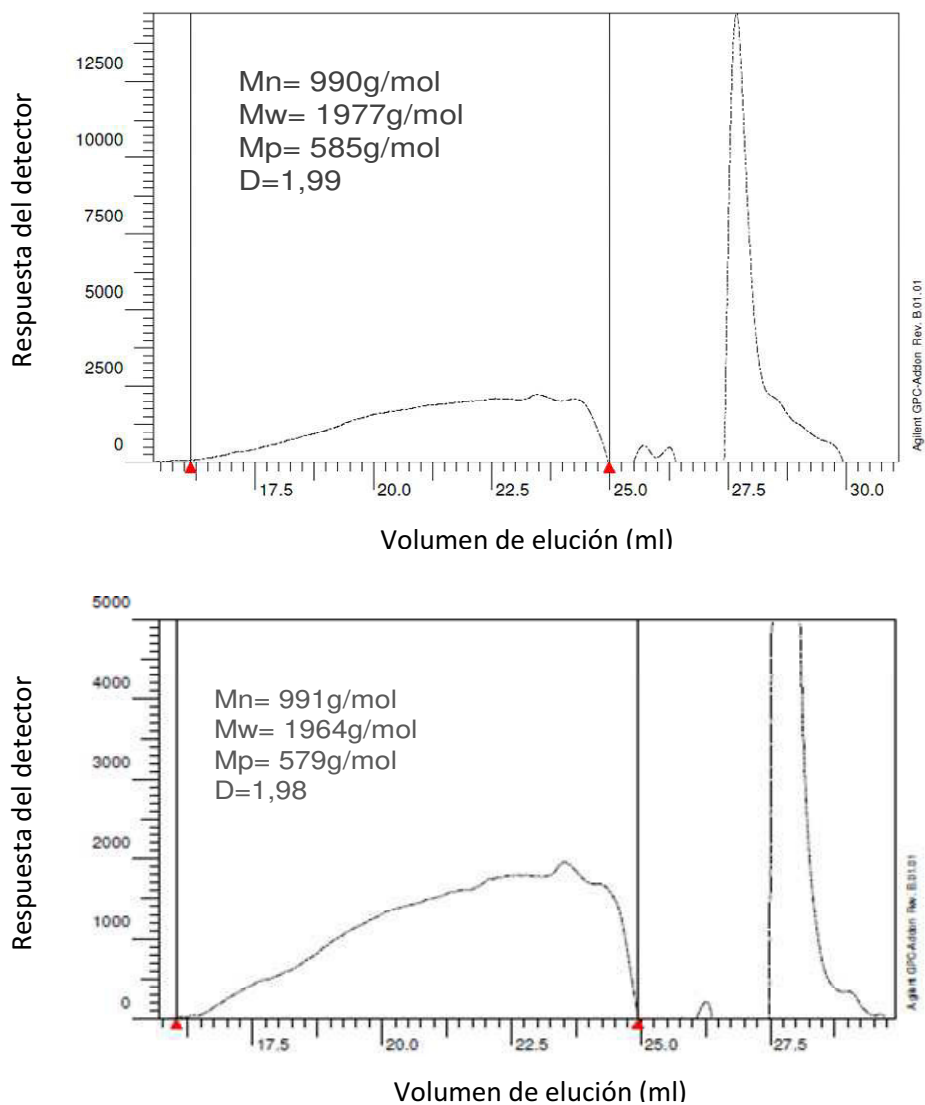 Respuesta del detector
12500
10000
7500
5000
2500
0
Mn= 990g/mol
Mw= 1977g/mol
Mp= 585g/mol
D=1,99
Agilent GPC-Addon Rev. B.01.01
17.5 20.0 22.5 25.0 27.5 30.0
Volumen de elución (ml)
Respuesta del detector
5000
4000
3000
2000
1000
0
Mn= 991g/mol
Mw= 1964g/mol
Mp= 579g/mol
D=1,98
Agilent GPC-Addon Rev. B.01.01
17.5 20.0 22.5 25.0 27.5
Volumen de elución (ml)